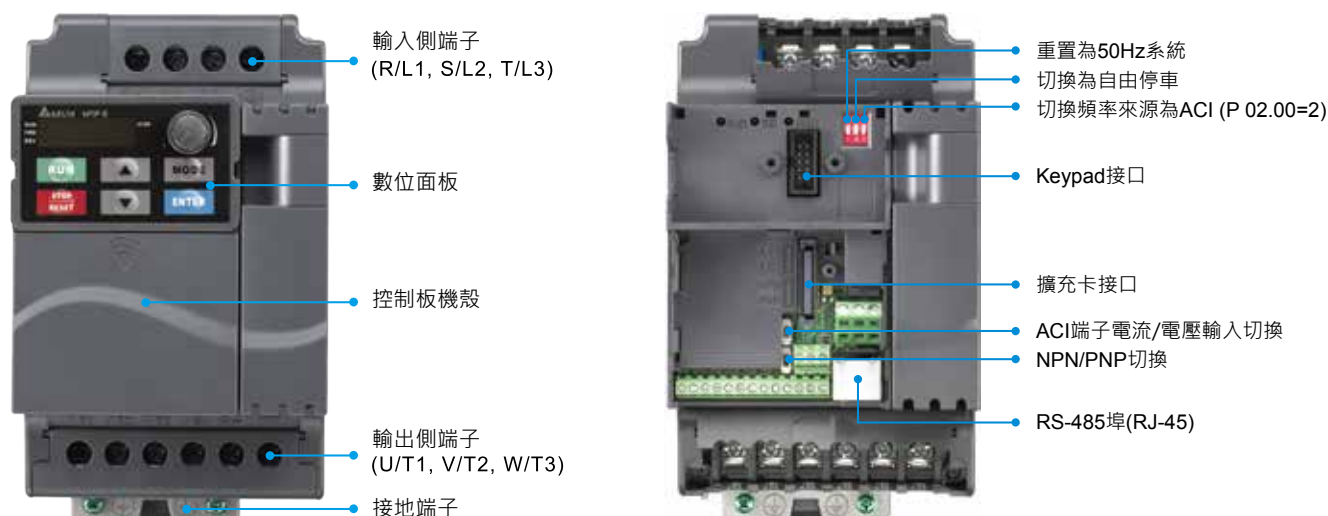 輸入側端子
(R/L1, S/L2, T/L3)
DELTA VFD-E
RUN
MODE
STOP
RESET
ENTER
數位面板
控制板機殼
輸出側端子
(U/T1, V/T2, W/T3)
接地端子
重置為50Hz系統
切換為自由停車
切換頻率來源為ACI (P 02.00=2)
Keypad接口
擴充卡接口
ACI端子電流/電壓輸入切換
NPN/PNP切換
RS-485埠(RJ-45)